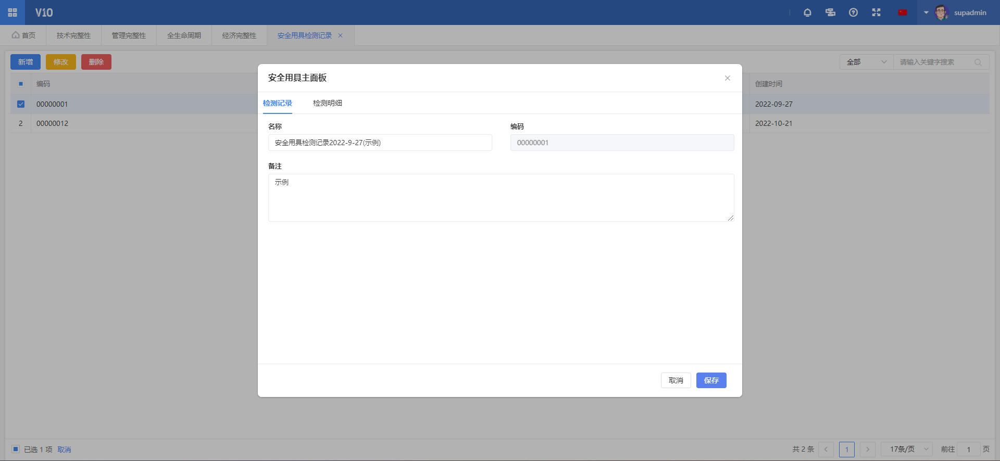 V10
supadmin
首页
技术完整性
管理完整性
全生命周期
经济完整性
安全用具检测记录
新增
修改
删除
全部
请输入关键字搜索
编码
创建时间
00000001
2022-09-27
2
00000012
2022-10-21
安全用具主面板
检测记录
检测明细
名称
编码
安全用具检测记录2022-9-27(示例)
00000001
备注
示例
取消
保存
已选 1 项 取消
共 2 条
1
17条/页
前往 1 页